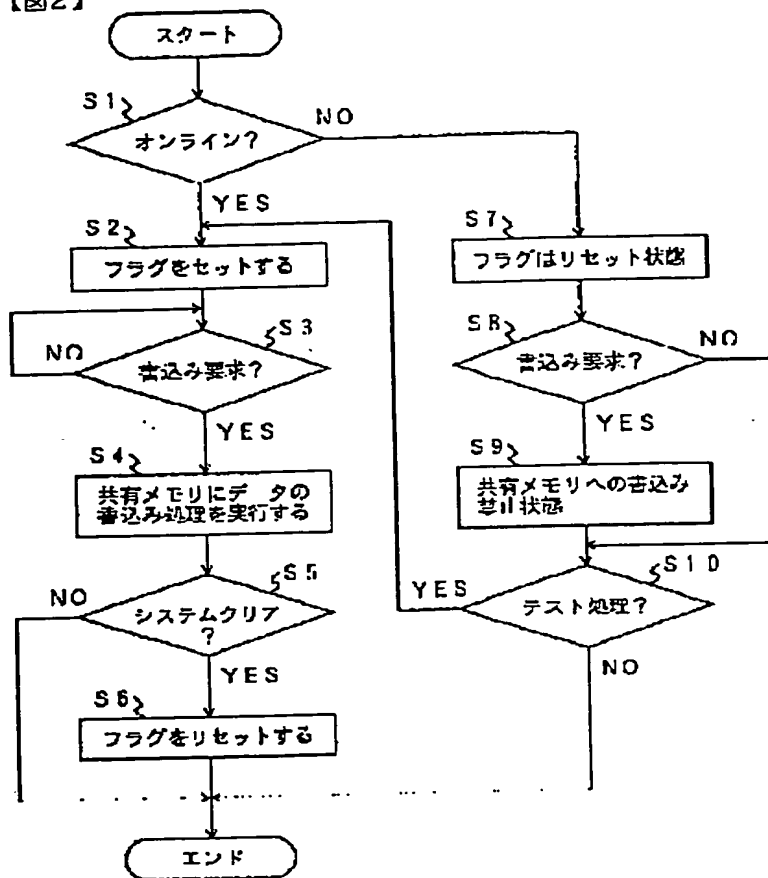 【図2】
スタート
S1
オンライン?
NO
YES
S2
フラグをセットする
S3
書込み要求?
NO
YES
S4
共有メモリにデータの
書込み処理を実行する
S5
システムクリア
?
NO
YES
S6
フラグをリセットする
エンド
S7
フラグはリセット状態
S8
書込み要求?
NO
YES
S9
共有メモリへの書込み
禁止状態
S10
テスト処理?
YES
NO